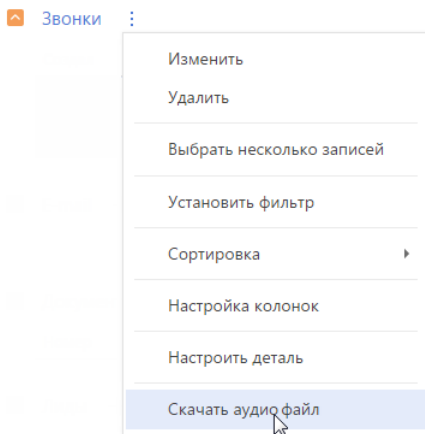 Звонки
Изменить
Удалить
Выбрать несколько записей
Установить фильтр
Сортировка
Настройка колонок
Настроить деталь
Скачать аудио файл